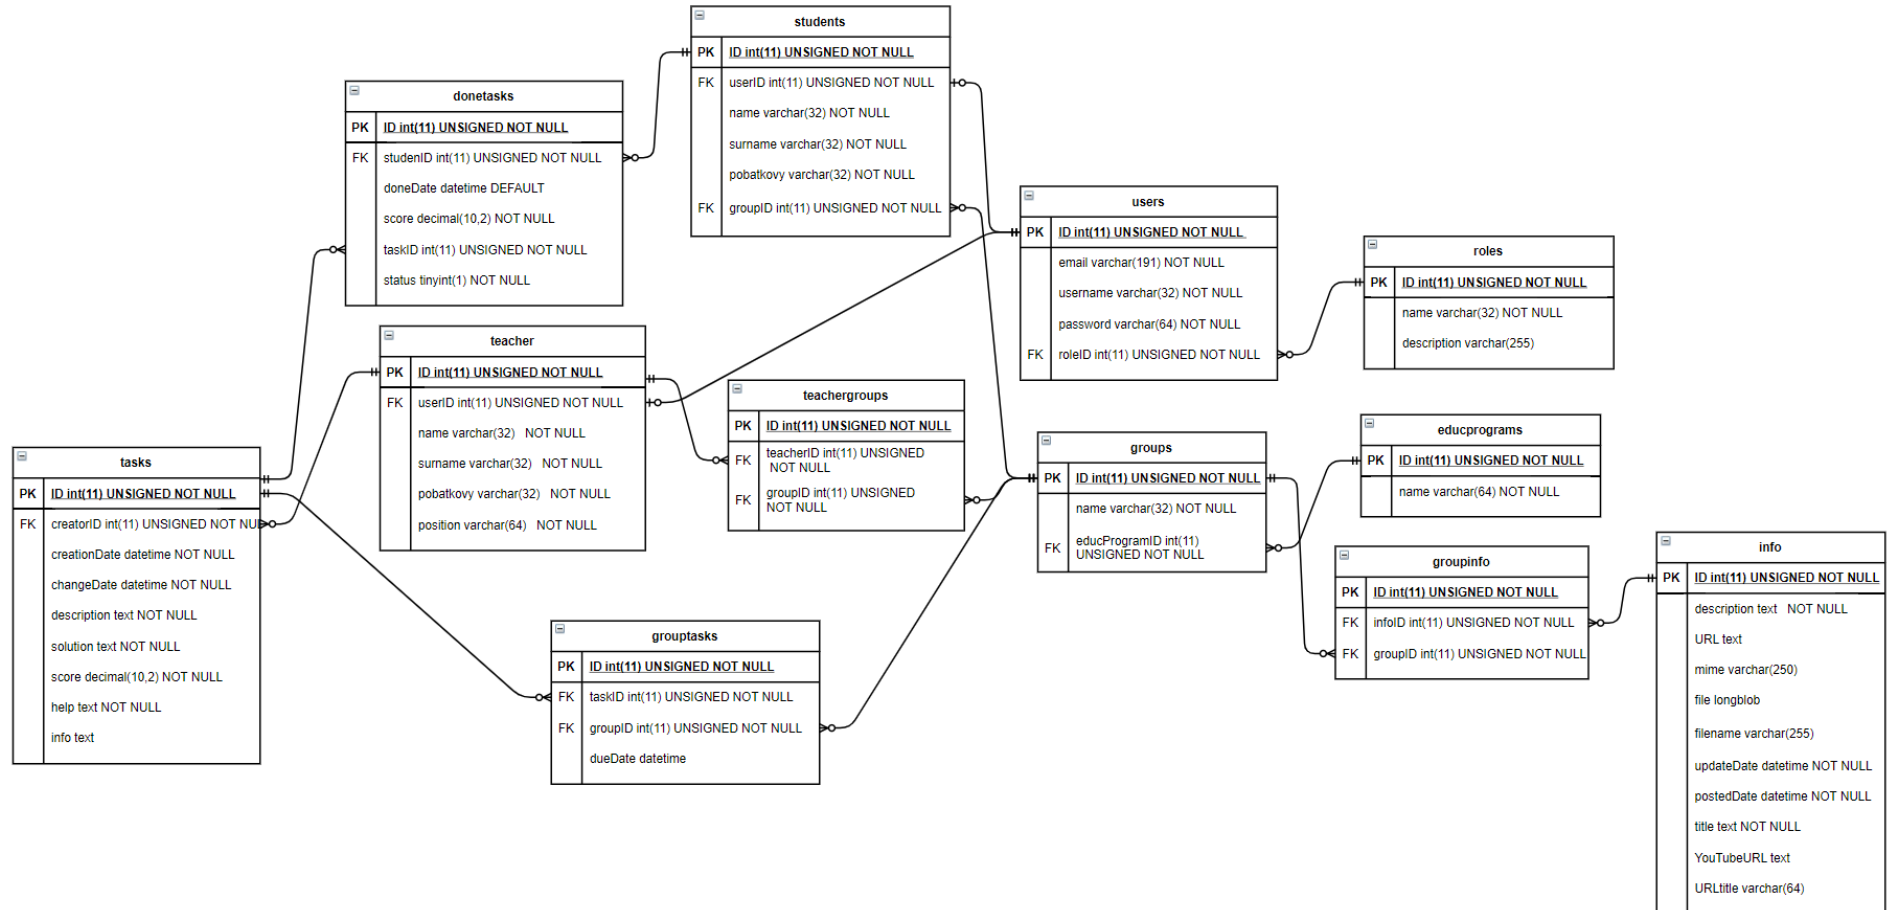 students
PK ID int(11) UNSIGNED NOT NULL
FK userID int(11) UNSIGNED NOT NULL
name varchar(32) NOT NULL
surname varchar(32) NOT NULL
pobatkovy varchar(32) NOT NULL
FK groupID int(11) UNSIGNED NOT NULL
donetasks
PK ID int(11) UNSIGNED NOT NULL
FK studenID int(11) UNSIGNED NOT NULL
doneDate datetime DEFAULT
score decimal(10,2) NOT NULL
taskID int(11) UNSIGNED NOT NULL
status tinyint(1) NOT NULL
users
PK ID int(11) UNSIGNED NOT NULL
email varchar(191) NOT NULL
username varchar(32) NOT NULL
password varchar(64) NOT NULL
FK roleID int(11) UNSIGNED NOT NULL
roles
PK ID int(11) UNSIGNED NOT NULL
name varchar(32) NOT NULL
description varchar(255)
teacher
PK ID int(11) UNSIGNED NOT NULL
FK userID int(11) UNSIGNED NOT NULL
name varchar(32) NOT NULL
surname varchar(32) NOT NULL
pobatkovy varchar(32) NOT NULL
position varchar(64) NOT NULL
teachergroups
PK ID int(11) UNSIGNED NOT NULL
FK teacherID int(11) UNSIGNED
NOT NULL
FK groupID int(11) UNSIGNED
NOT NULL
groups
PK ID int(11) UNSIGNED NOT NULL
name varchar(32) NOT NULL
FK educProgramID int(11)
UNSIGNED NOT NULL
educprograms
PK ID int(11) UNSIGNED NOT NULL
name varchar(64) NOT NULL
tasks
PK ID int(11) UNSIGNED NOT NULL
FK creatorID int(11) UNSIGNED NOT NU
creationDate datetime NOT NULL
changeDate datetime NOT NULL
description text NOT NULL
solution text NOT NULL
score decimal(10,2) NOT NULL
help text NOT NULL
info text
grouptasks
PK ID int(11) UNSIGNED NOT NULL
FK taskID int(11) UNSIGNED NOT NULL
FK groupID int(11) UNSIGNED NOT NULL
dueDate datetime
groupinfo
PK ID int(11) UNSIGNED NOT NULL
FK infoID int(11) UNSIGNED NOT NULL
FK groupID int(11) UNSIGNED NOT NULL
info
PK ID int(11) UNSIGNED NOT NULL
description text NOT NULL
URL text
mime varchar(250)
file longblob
filename varchar(255)
updateDate datetime NOT NULL
postedDate datetime NOT NULL
title text NOT NULL
YouTubeURL text
URLtitle varchar(64)